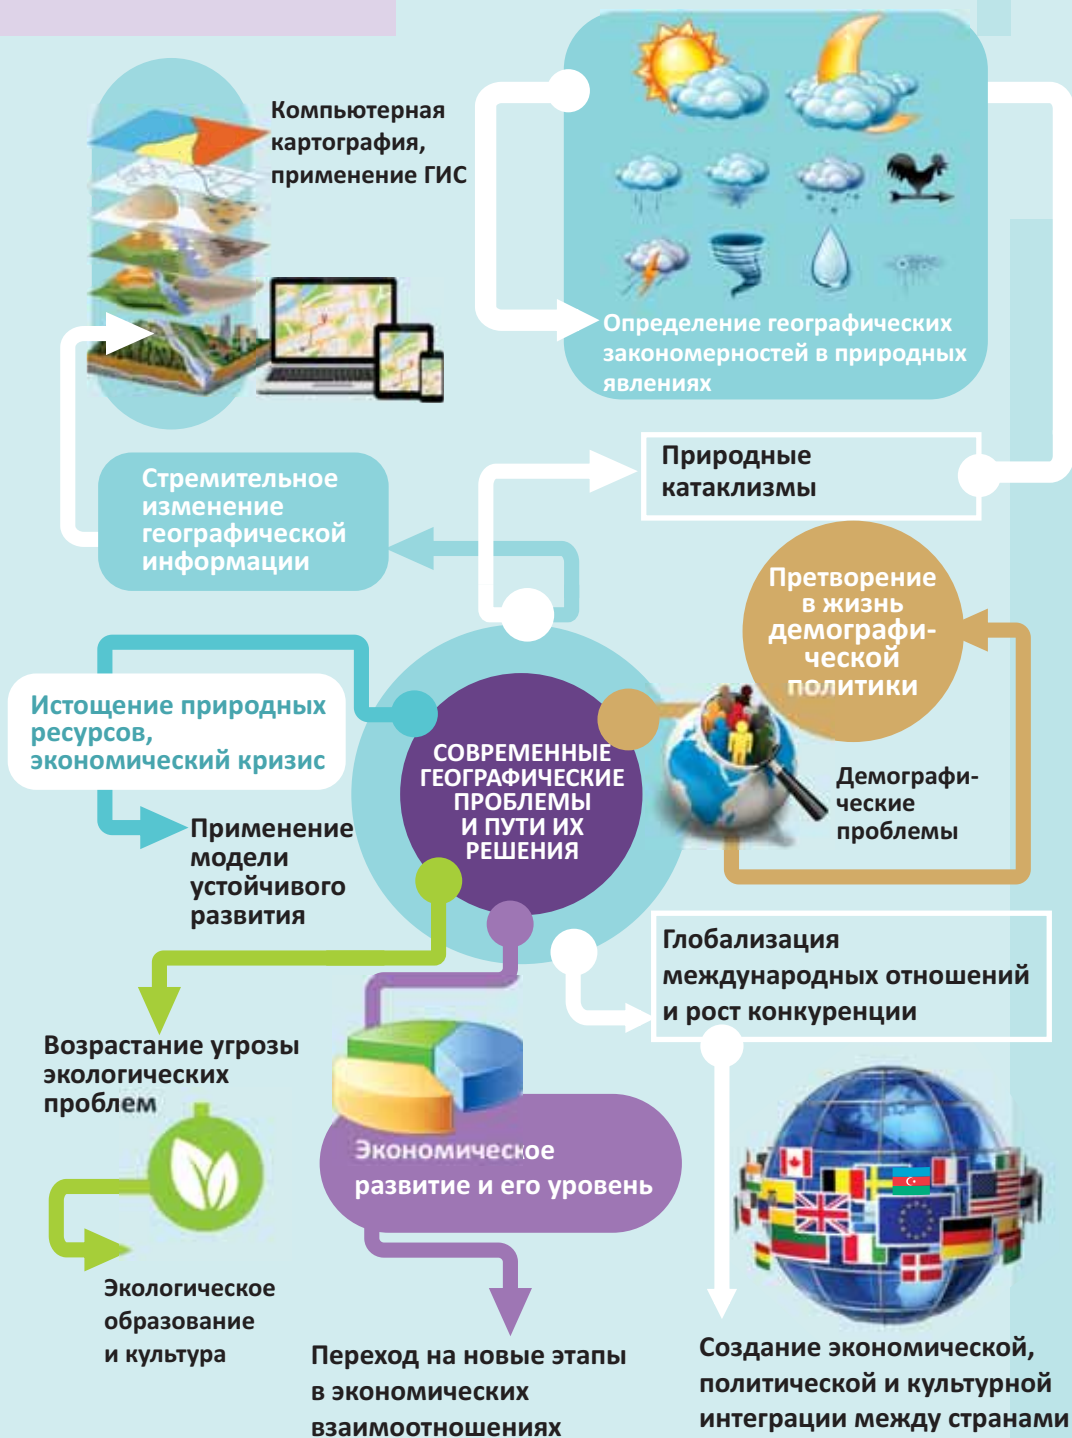 Компьютерная
картография,
применение ГИС
Определение географических
закономерностей в природных
явлениях
Природные
катаклизмы
Стремительное
изменение
географической
информации
Претворение
в жизнь
демографи-
ческой
политики
Истощение природных
ресурсов,
экономический кризис
СОВРЕМЕННЫЕ
ГЕОГРАФИЧЕСКИЕ
ПРОБЛЕМЫ
И ПУТИ ИХ
РЕШЕНИЯ
Демографи-
ческие
проблемы
Применение
модели
устойчивого
развития
Глобализация
международных отношений
и рост конкуренции
Возрастание угрозы
экологических
проблем
Экономическое
развитие и его уровень
Экологическое
образование
и культура
Переход на новые этапы
в экономических
взаимоотношениях
Создание экономической,
политической и культурной
интеграции между странами